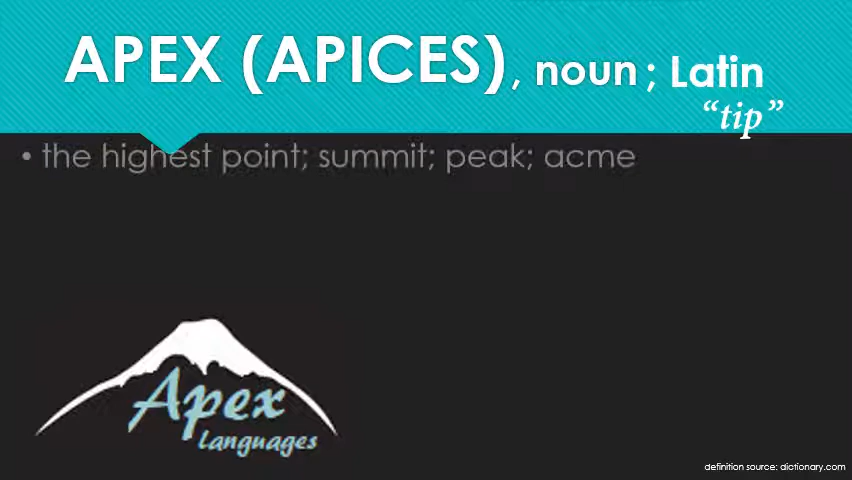 APEX (APICES), noun; Latin
“tip”
• the highest point; summit; peak; acme
Apex
Languages
definition source: dictionary.com